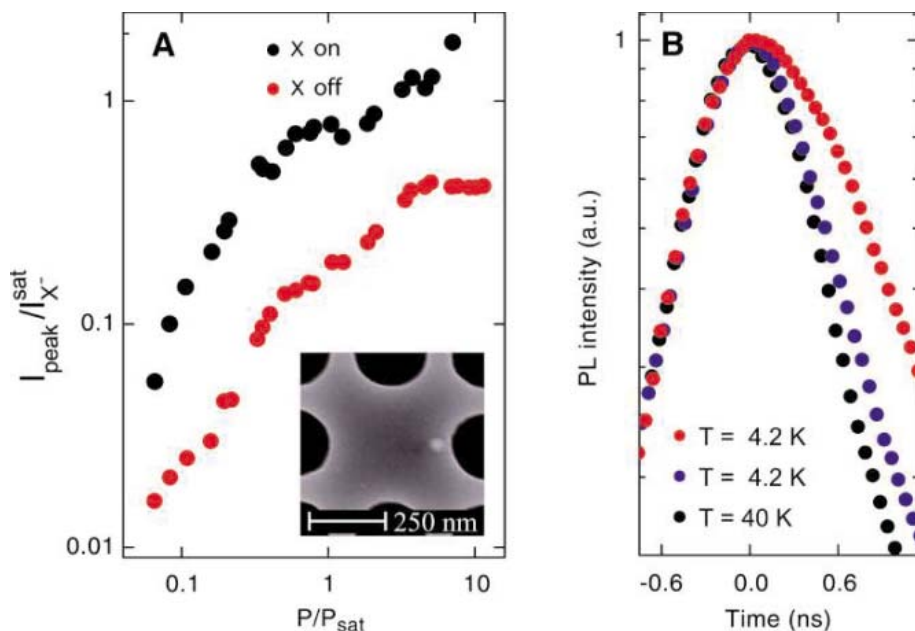 A
X on
X off
1
0.1
0.01
I_peak/I_X-^sat
250 nm
0.1 1 10
P/P_sat
B
1
PL intensity (a.u.)
T = 4.2 K
T = 4.2 K
T = 40 K
-0.6 0.0 0.6
Time (ns)